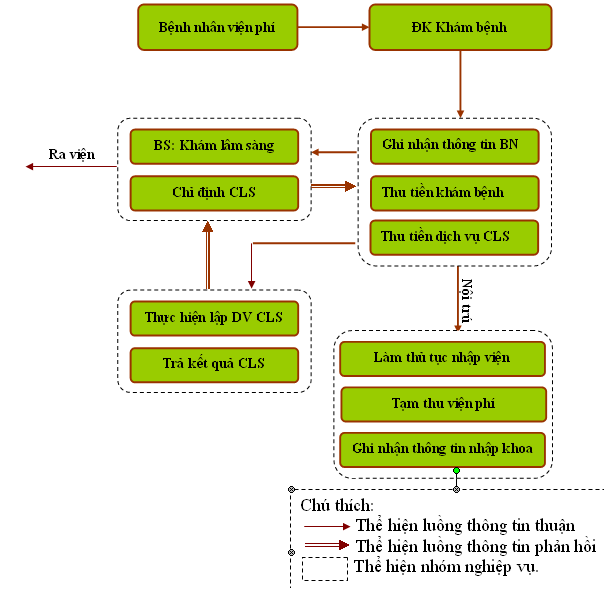 Bệnh nhân viện phí
ĐK Khám bệnh
Ra viện
BS: Khám lâm sàng
Chỉ định CLS
Ghi nhận thông tin BN
Thu tiền khám bệnh
Thu tiền dịch vụ CLS
Nội trú
Thực hiện lập DV CLS
Trả kết quả CLS
Làm thủ tục nhập viện
Tạm thu viện phí
Ghi nhận thông tin nhập khoa
Chú thích:
Thể hiện luồng thông tin thuận
Thể hiện luồng thông tin phản hồi
Thể hiện nhóm nghiệp vụ.